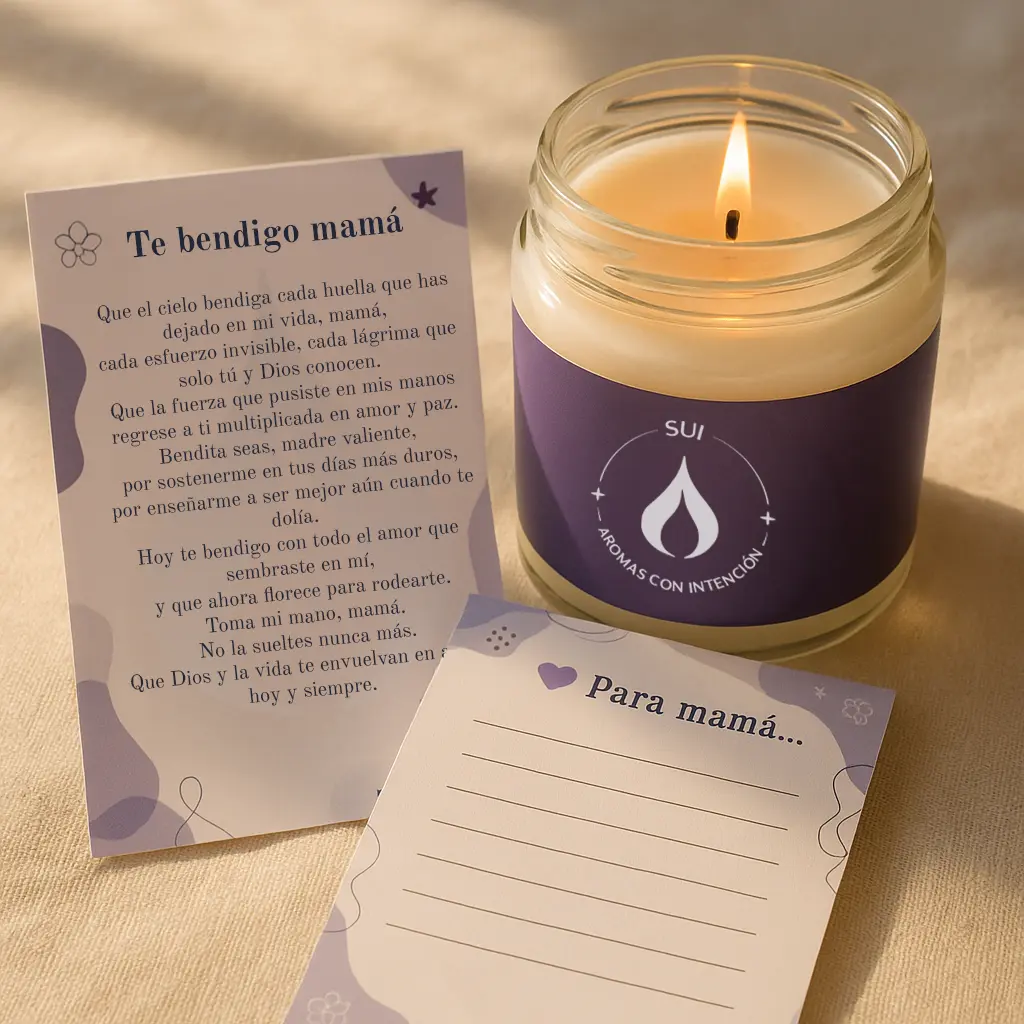 Te bendigo mamá
Que el cielo bendiga cada huella que has
dejado en mi vida, mamá,
cada esfuerzo invisible, cada lágrima que
solo tú y Dios conocen.
Que la fuerza que pusiste en mis manos
regrese a ti multiplicada en amor y paz.
Bendita seas, madre valiente,
por sostenerme en tus días más duros,
por enseñarme a ser mejor aún cuando te
dolía.
Hoy te bendigo con todo el amor que
sembraste en mí,
y que ahora florece para rodearte.
Toma mi mano, mamá.
No la sueltes nunca más.
Que Dios y la vida te envuelvan en
hoy y siempre.
SUI
AROMAS CON INTENCIÓN
Para mamá...